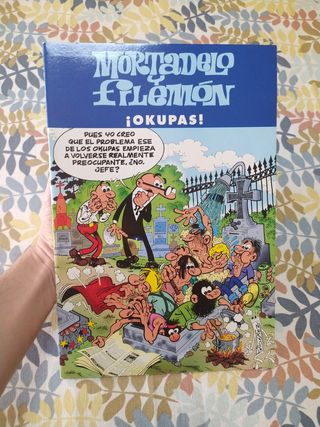 MORTADELO
y FILEMÓN
¡OKUPAS!
PUES YO CREO
QUE EL PROBLEMA ESE
DE LOS OKUPAS EMPIEZA
A VOLVERSE REALMENTE
PREOCUPANTE, ¿NO,
JEFE?